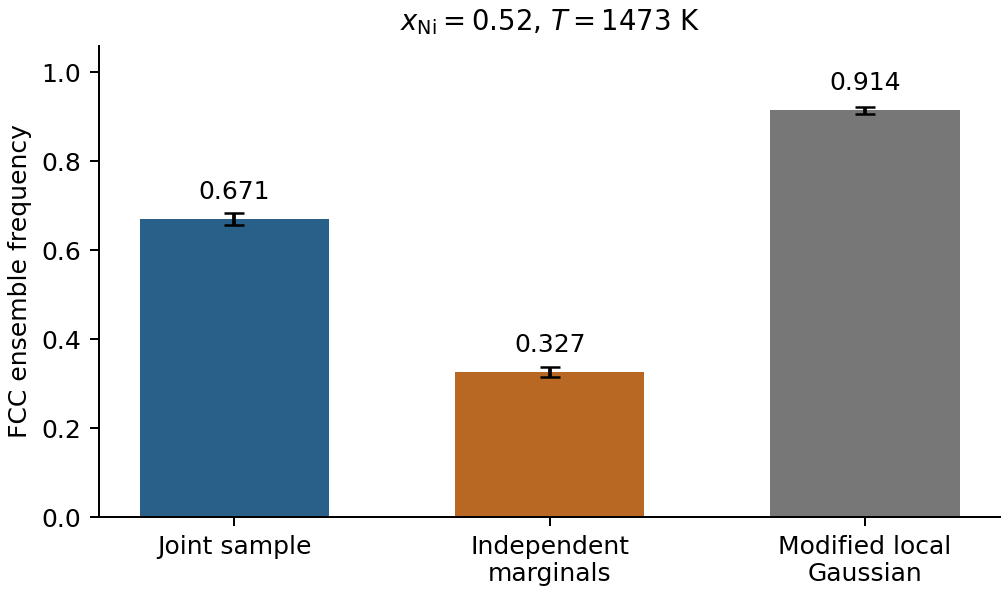 x_Ni = 0.52, T = 1473 K
FCC ensemble frequency
1.0
0.8
0.6
0.4
0.2
0.0
0.671
0.327
0.914
Joint sample
Independent
marginals
Modified local
Gaussian